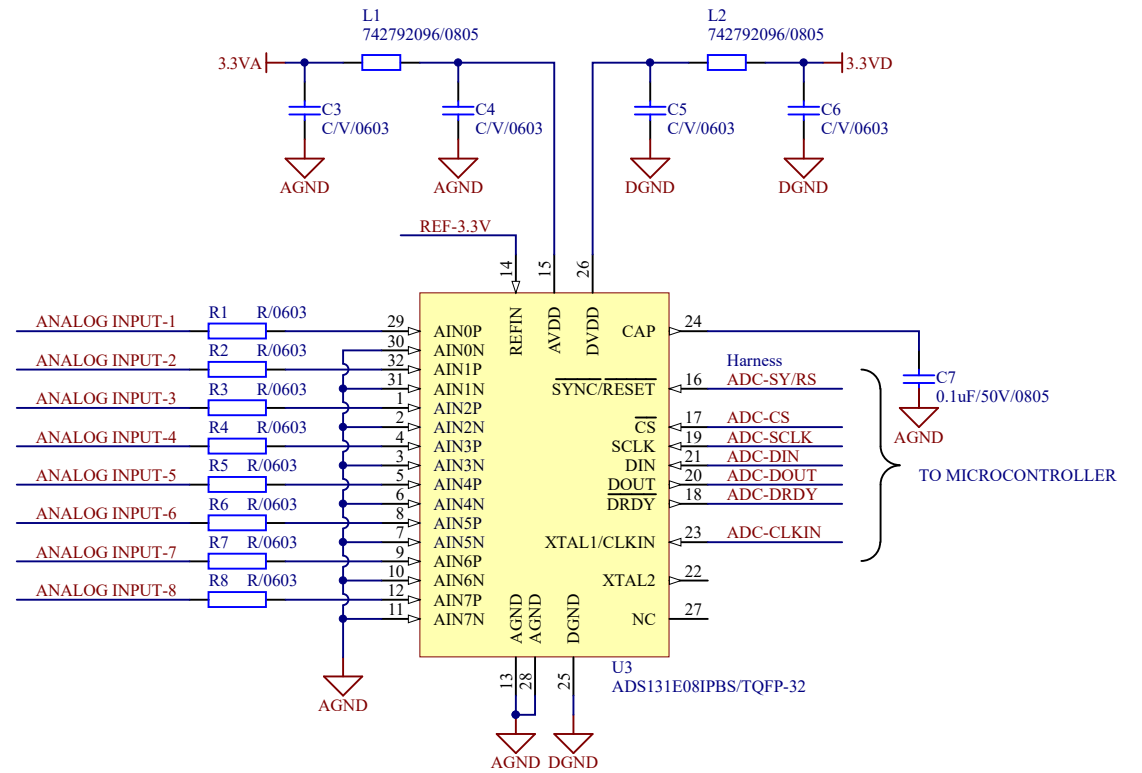 L1
742792096/0805
L2
742792096/0805
3.3VA
3.3VD
C3
C/V/0603
C4
C/V/0603
C5
C/V/0603
C6
C/V/0603
AGND
AGND
DGND
DGND
REF-3.3V
14
15
26
REFIN
AVDD
DVDD
ANALOG INPUT-1
R1 R/0603
29
AIN0P
30
AIN0N
ANALOG INPUT-2
R2 R/0603
32
AIN1P
31
AIN1N
ANALOG INPUT-3
R3 R/0603
1
AIN2P
2
AIN2N
ANALOG INPUT-4
R4 R/0603
4
AIN3P
3
AIN3N
ANALOG INPUT-5
R5 R/0603
5
AIN4P
6
AIN4N
ANALOG INPUT-6
R6 R/0603
8
AIN5P
7
AIN5N
ANALOG INPUT-7
R7 R/0603
9
AIN6P
10
AIN6N
ANALOG INPUT-8
R8 R/0603
12
AIN7P
11
AIN7N
CAP
24
C7
0.1uF/50V/0805
AGND
Harness
SYNC/RESET
16
ADC-SY/RS
CS
17
ADC-CS
SCLK
19
ADC-SCLK
DIN
21
ADC-DIN
DOUT
20
ADC-DOUT
DRDY
18
ADC-DRDY
TO MICROCONTROLLER
XTAL1/CLKIN
23
ADC-CLKIN
XTAL2
22
NC
27
AGND
AGND
DGND
13
28
25
U3
ADS131E08IPBS/TQFP-32
AGND
AGND
DGND